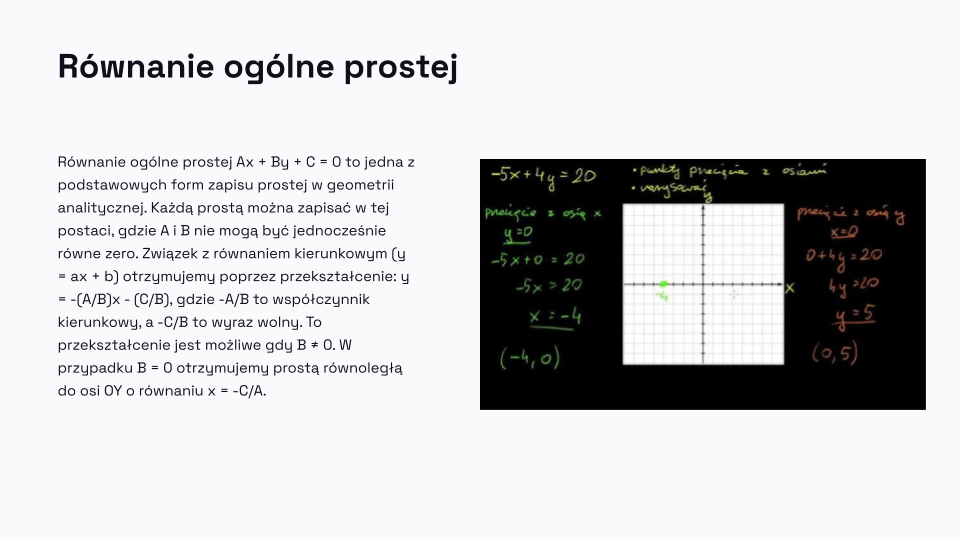 Równanie ogólne prostej
Równanie ogólne prostej Ax + By + C = 0 to jedna z
podstawowych form zapisu prostej w geometrii
analitycznej. Każdą prostą można zapisać w tej
postaci, gdzie A i B nie mogą być jednocześnie
równe zero. Związek z równaniem kierunkowym (y
= ax + b) otrzymujemy poprzez przekształcenie: y
= -(A/B)x - (C/B), gdzie -A/B to współczynnik
kierunkowy, a -C/B to wyraz wolny. To
przekształcenie jest możliwe gdy B ≠ 0. W
przypadku B = 0 otrzymujemy prostą równoległą
do osi OY o równaniu x = -C/A.
-5x+4y=20
• punkty przecięcia z osiami
• narysować
y
przecięcie z osią x
y=0
-5x+0=20
-5x=20
x=-4
(-4,0)
-4
x
przecięcie z osią y
x=0
0+4y=20
4y=20
y=5
(0,5)